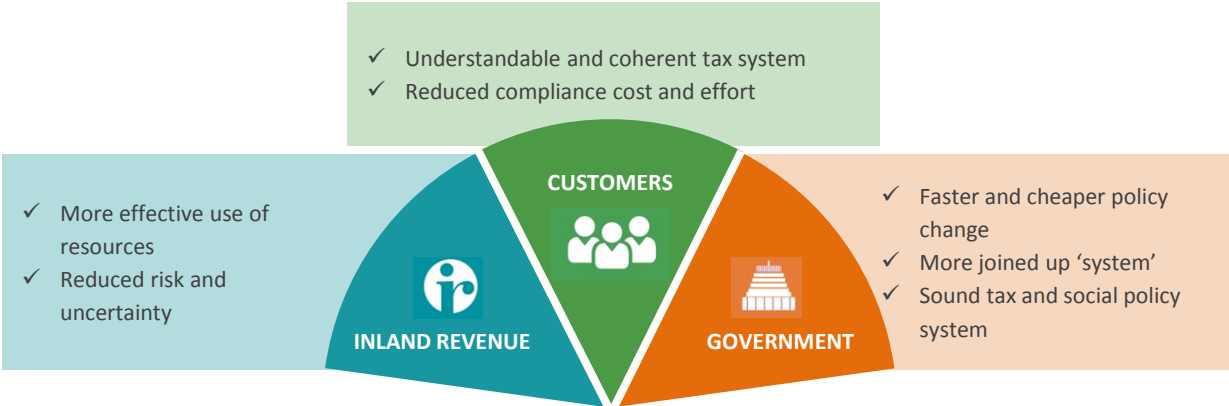 ✓ Understandable and coherent tax system
✓ Reduced compliance cost and effort
✓ More effective use of
resources
✓ Reduced risk and
uncertainty
CUSTOMERS
ir
INLAND REVENUE
GOVERNMENT
✓ Faster and cheaper policy
change
✓ More joined up ‘system’
✓ Sound tax and social policy
system